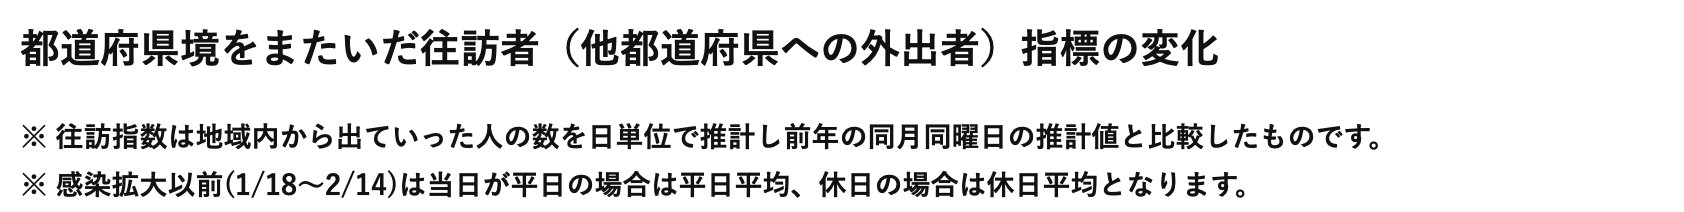 都道府県境をまたいだ往訪者（他都道府県への外出者）指標の変化
※ 往訪指数は地域内から出ていった人の数を日単位で推計し前年の同月同曜日の推計値と比較したものです。
※ 感染拡大以前(1/18〜2/14)は当日が平日の場合は平日平均、休日の場合は休日平均となります。